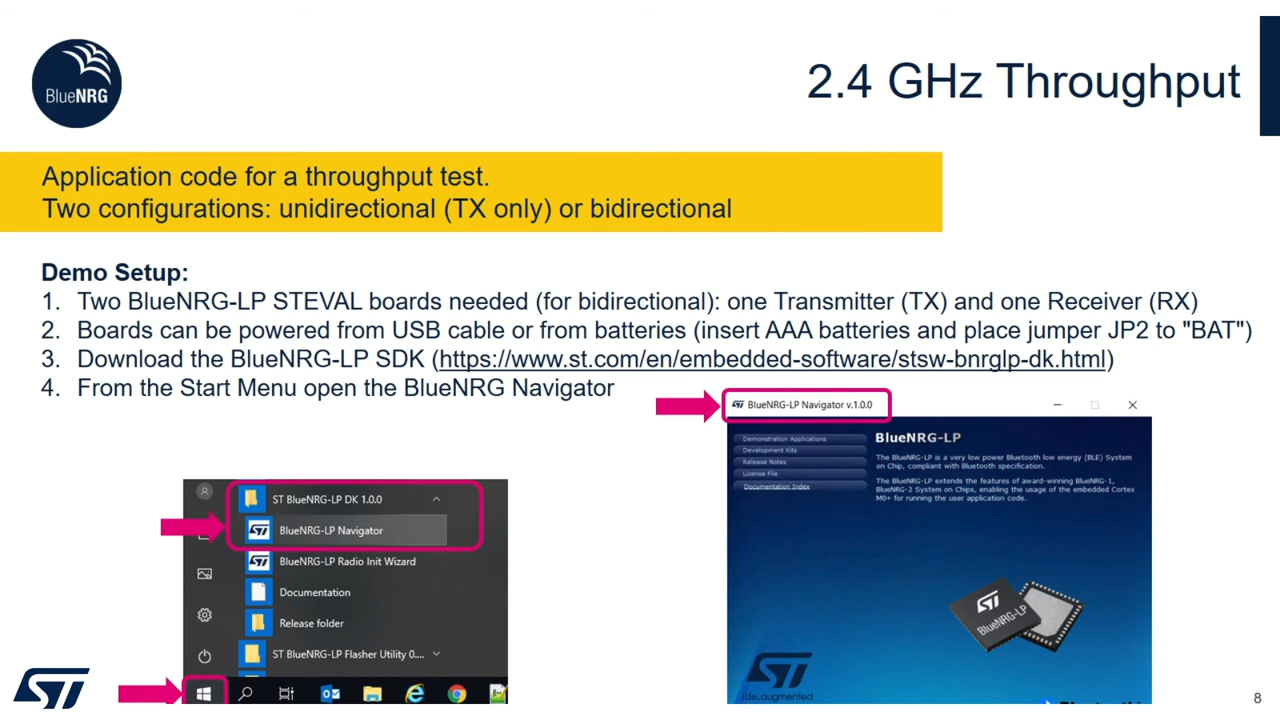 BlueNRG
2.4 GHz Throughput
Application code for a throughput test.
Two configurations: unidirectional (TX only) or bidirectional
Demo Setup:
1. Two BlueNRG-LP STEVAL boards needed (for bidirectional): one Transmitter (TX) and one Receiver (RX)
2. Boards can be powered from USB cable or from batteries (insert AAA batteries and place jumper JP2 to "BAT")
3. Download the BlueNRG-LP SDK (https://www.st.com/en/embedded-software/stsw-bnrglp-dk.html)
4. From the Start Menu open the BlueNRG Navigator
ST BlueNRG-LP DK 1.0.0
BlueNRG-LP Navigator
BlueNRG-LP Radio Init Wizard
Documentation
Release folder
ST BlueNRG-LP Flasher Utility 0....
BlueNRG-LP Navigator v.1.0.0
Demonstration Applications
Development Kits
Release Notes
License File
Documentation Index
BlueNRG-LP
The BlueNRG-LP is a very low power Bluetooth low energy (BLE) System
on Chip, compliant with Bluetooth specification.
The BlueNRG-LP extends the features of award-winning BlueNRG-1,
BlueNRG-2 System on Chips, enabling the usage of the embedded Cortex
M0+ for running the user application code.
ST
BlueNRG-LP
ST
life.augmented
ST
8